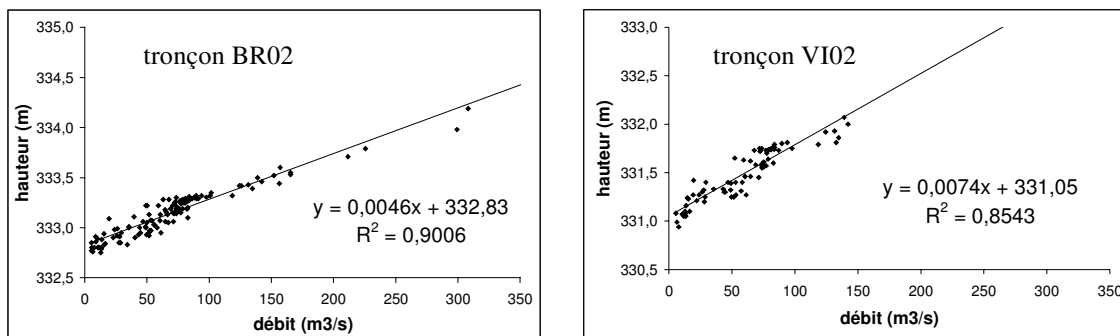 335,0
334,5
334,0
333,5
333,0
332,5
hauteur (m)
tronçon BR02
y = 0,0046x + 332,83
R² = 0,9006
0 50 100 150 200 250 300 350
débit (m3/s)
333,0
332,5
332,0
331,5
331,0
330,5
hauteur (m)
tronçon VI02
y = 0,0074x + 331,05
R² = 0,8543
0 50 100 150 200 250 300 350
débit (m3/s)